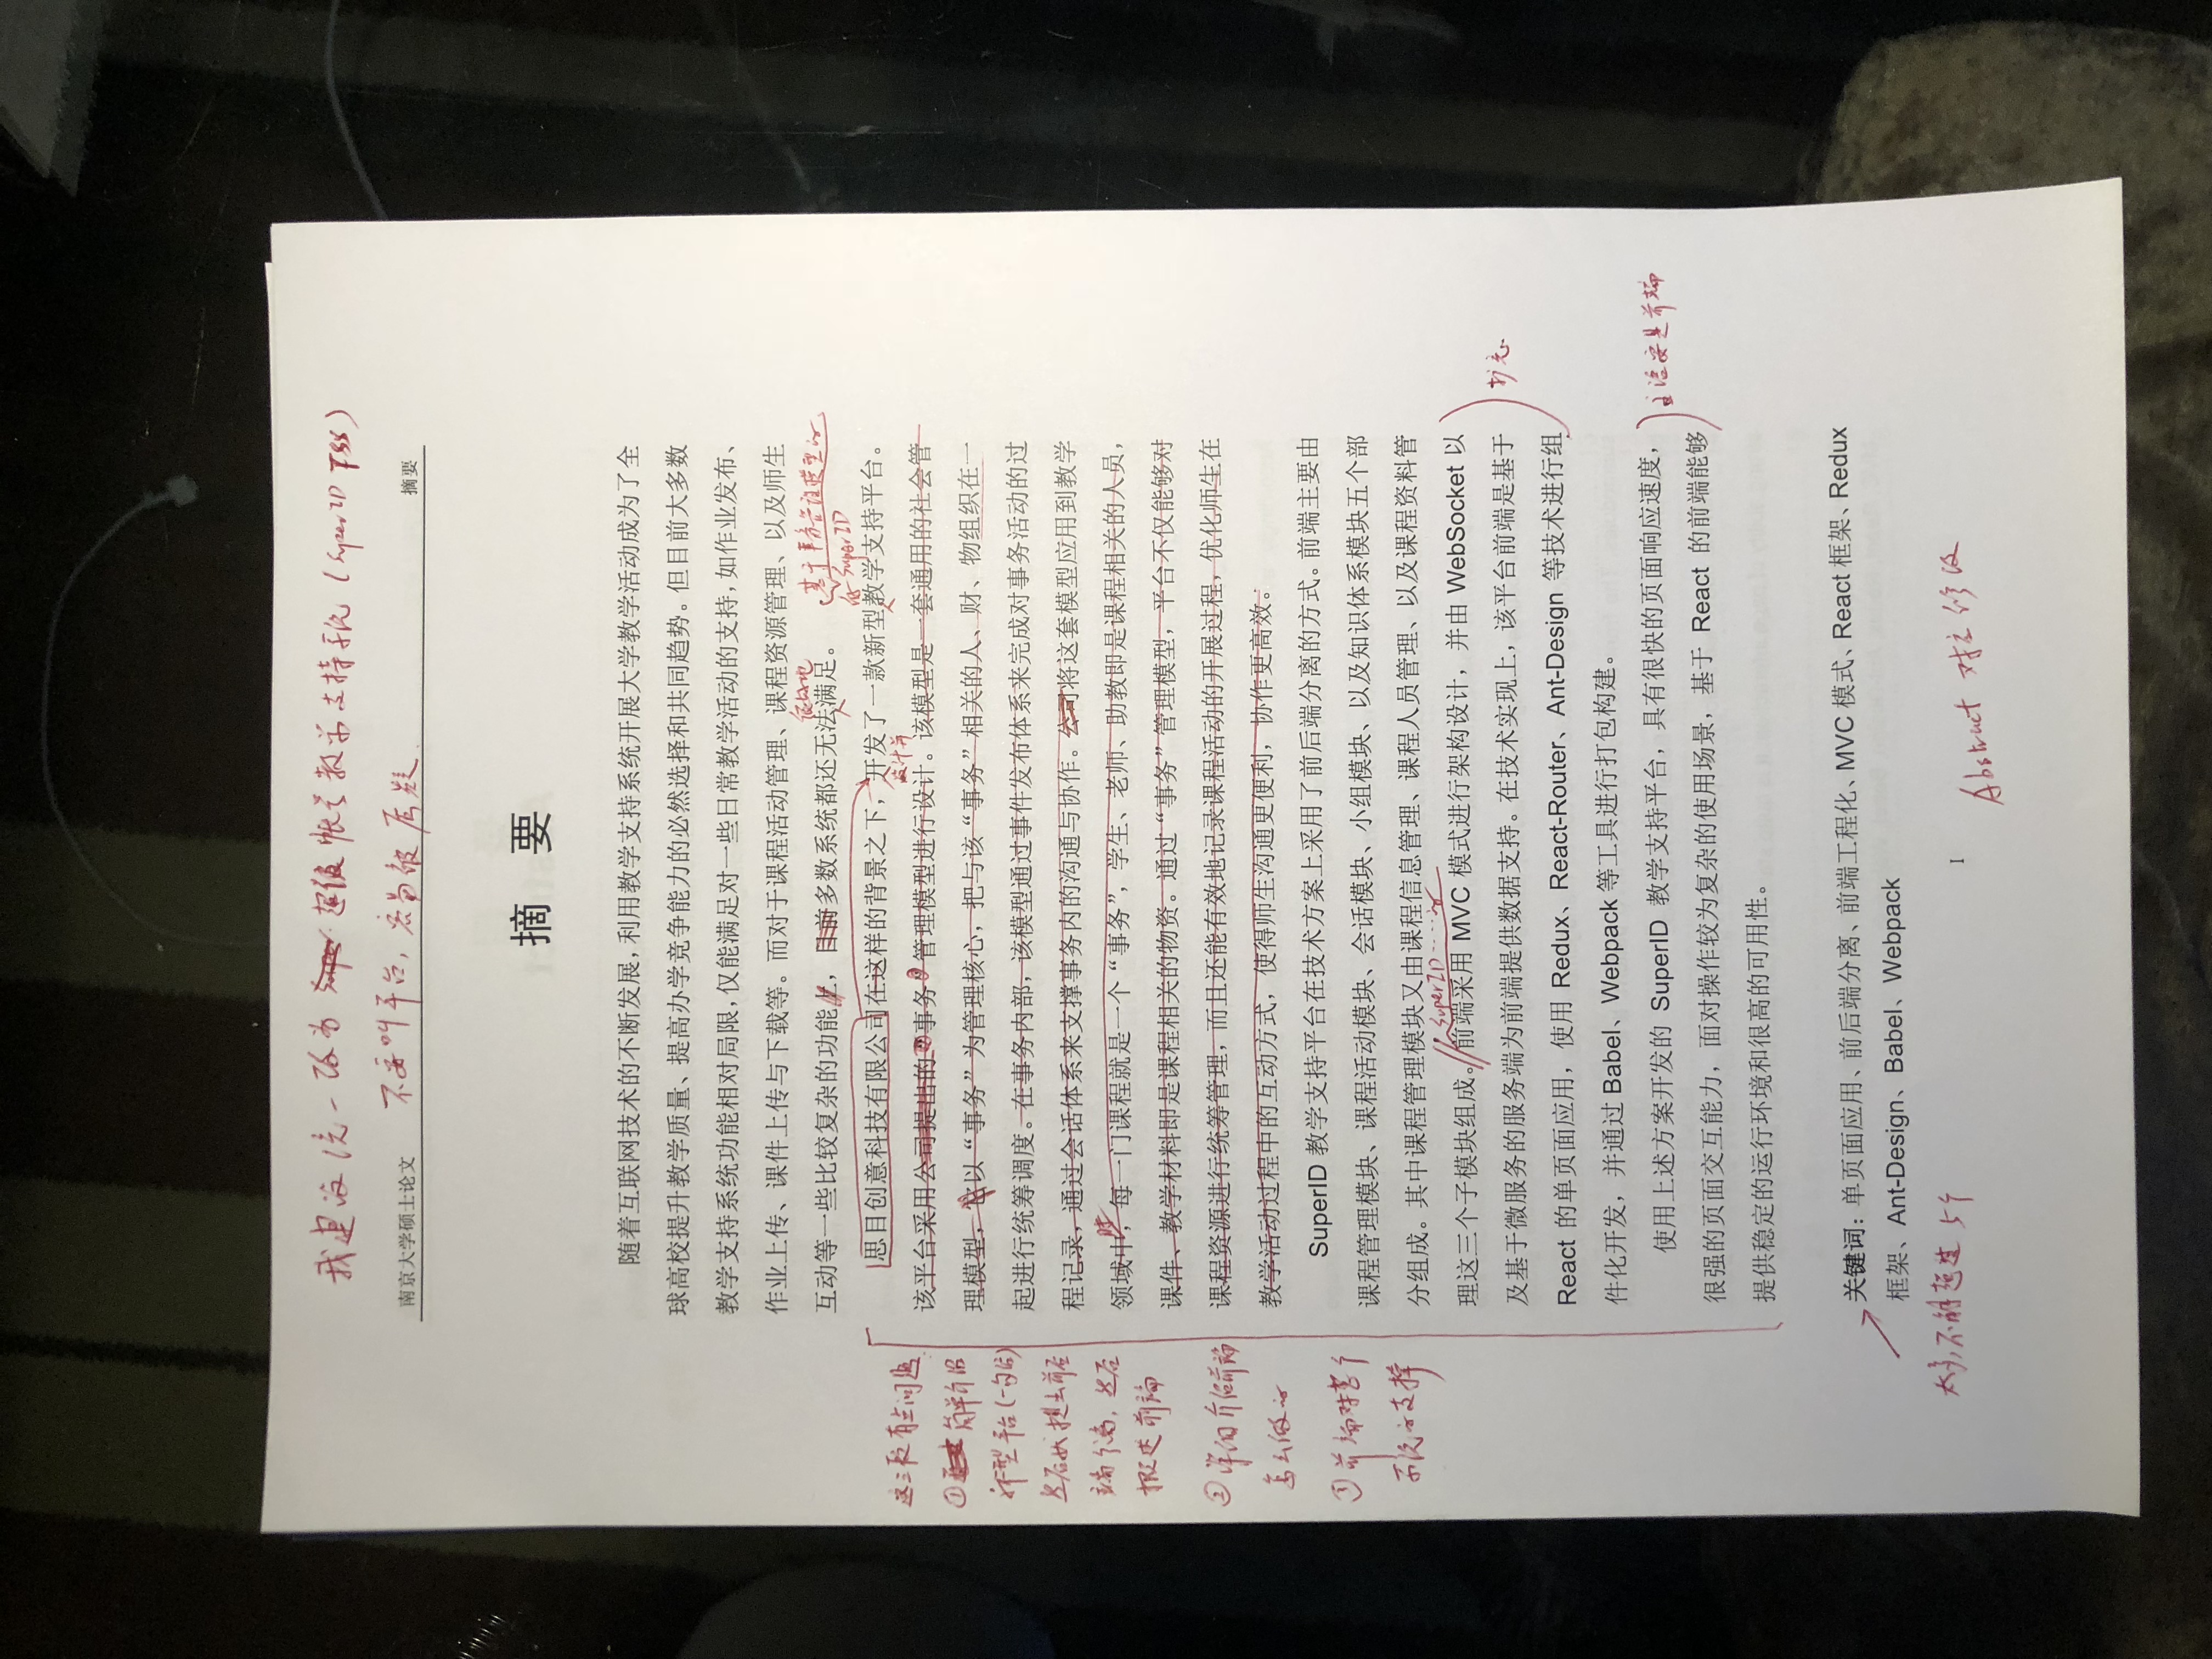 我建议统一改为 超级帐号教学支持系统 (SuperID TSS)
不要叫平台，容易被质疑
南京大学硕士论文 摘要
摘 要
随着互联网技术的不断发展，利用教学支持系统开展大学教学活动成为了全
球高校提升教学质量、提高办学竞争能力的必然选择和共同趋势。但目前大多数
教学支持系统功能相对局限，仅能满足对一些日常教学活动的支持，如作业发布、
作业上传、课件上传与下载等。而对于课程活动管理、课程资源管理、以及师生
很好地
基于事务管理模型的
互动等一些比较复杂的功能上，目前多数系统都还无法满足。
的 SuperID
思目创意科技有限公司在这样的背景之下，开发了一款新型教学支持平台。
设计并
该平台采用公司提出的“事务”管理模型进行设计。该模型是一套通用的社会管
理模型，它以“事务”为管理核心，把与该“事务”相关的人、财、物组织在一
起进行统筹调度。在事务内部，该模型通过事件发布体系来完成对事务活动的过
程记录，通过会话体系来支撑事务内的沟通与协作。公司将这套模型应用到教学
时
领域中，每一门课程就是一个“事务”，学生、老师、助教即是课程相关的人员，
课件、教学材料即是课程相关的物资。通过“事务”管理模型，平台不仅能够对
课程资源进行统筹管理，而且还能有效地记录课程活动的开展过程，优化师生在
教学活动过程中的互动方式，使得师生沟通更便利，协作更高效。
这三段有点问题
① 简单介绍
新型平台(一句话)
然后就提出前后
端分离，然后
概述前端
② 详细介绍前端
怎么做的
③ 前端对整个
系统的支撑
SuperID 教学支持平台在技术方案上采用了前后端分离的方式。前端主要由
课程管理模块、课程活动模块、会话模块、小组模块、以及知识体系模块五个部
分组成。其中课程管理模块又由课程信息管理、课程人员管理、以及课程资料管
SuperID……的
理这三个子模块组成。前端采用 MVC 模式进行架构设计，并由 WebSocket 以
及基于微服务的服务端为前端提供数据支持。在技术实现上，该平台前端是基于
扩充
React 的单页面应用，使用 Redux、React-Router、Ant-Design 等技术进行组
件化开发，并通过 Babel、Webpack 等工具进行打包构建。
使用上述方案开发的 SuperID 教学支持平台，具有很快的页面响应速度，
主语应是前端
很强的页面交互能力，面对操作较为复杂的使用场景，基于 React 的前端能够
提供稳定的运行环境和很高的可用性。
关键词：单页面应用、前后端分离、前端工程化、MVC 模式、React 框架、Redux
框架、Ant-Design、Babel、Webpack
太多，不能超过 5个
I
Abstract 对应修改